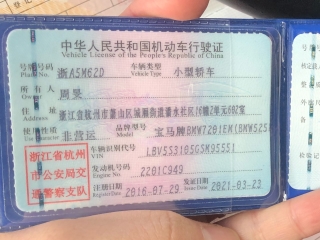 中华人民共和国机动车行驶证
Vehicle License of the People's Republic of China
号牌号码 浙A5M62D 车辆类型 小型轿车
Plate No. Vehicle Type
所有人 周旻
Owner
住址 浙江省杭州市萧山区城厢街道
Address
使用性质 非营运 品牌型号 宝马牌BMW7201EM(BMW525
Use Character Model
浙江省杭州
市公安局交
通警察支队
车辆识别代号
VIN LBV5S3105GSM95551
发动机号码
Engine No. 2201C94D
注册日期 2016-07-29 发证日期 2021-03-23
Register Date Issue Date